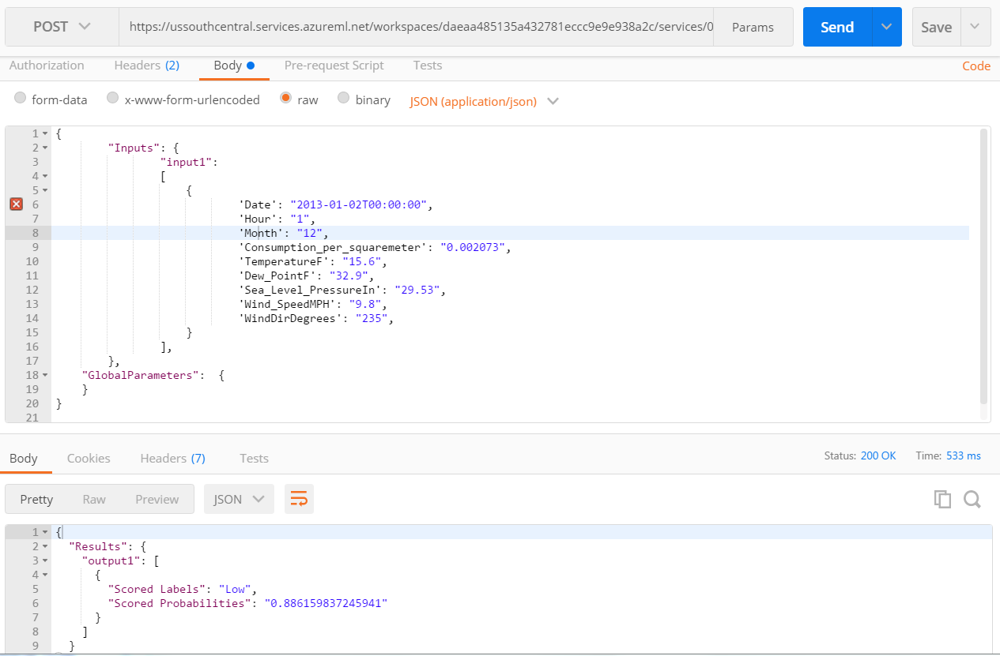 POST https://ussouthcentral.services.azureml.net/workspaces/daeaa485135a432781eccc9e9e938a2c/services/0 Params Send Save
Authorization Headers (2) Body Pre-request Script Tests Code
form-data x-www-form-urlencoded raw binary JSON (application/json)
1 {
2 "Inputs": {
3 "input1":
4 [
5 {
6 'Date': "2013-01-02T00:00:00",
7 'Hour': "1",
8 'Month': "12",
9 'Consumption_per_squaremeter': "0.002073",
10 'TemperatureF': "15.6",
11 'Dew_PointF': "32.9",
12 'Sea_Level_PressureIn': "29.53",
13 'Wind_SpeedMPH': "9.8",
14 'WindDirDegrees': "235",
15 }
16 ],
17 },
18 "GlobalParameters": {
19 }
20 }
21
Body Cookies Headers (7) Tests Status: 200 OK Time: 533 ms
Pretty Raw Preview JSON
1 {
2 "Results": {
3 "output1": [
4 {
5 "Scored Labels": "Low",
6 "Scored Probabilities": "0.886159837245941"
7 }
8 ]
9 }